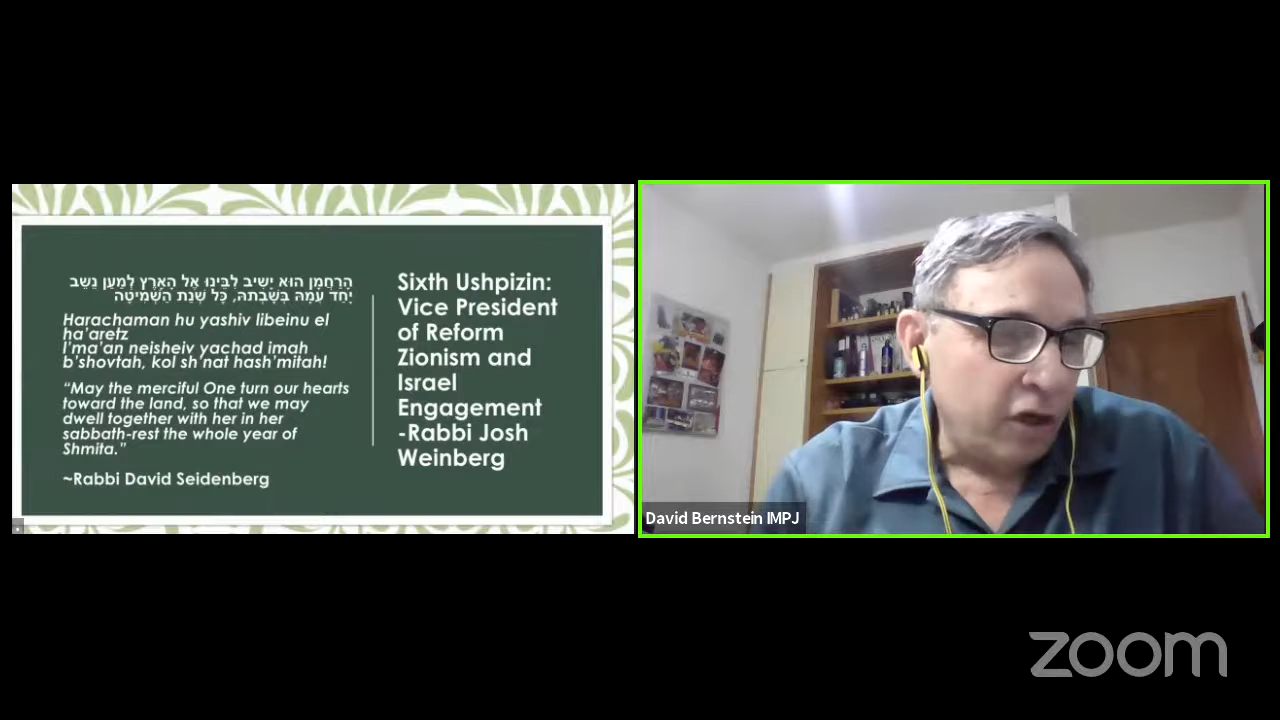 הָרַחֲמָן הוּא יָשִׁיב לִבֵּינוּ אֶל הָאָרֶץ לְמַעַן נֵשֵׁב
יַחַד עִמָּהּ בְּשָׁבְתָהּ, כָּל שְׁנַת הַשְּׁמִיטָּה
Harachaman hu yashiv libeinu el
ha'aretz
l'ma'an neisheiv yachad imah
b'shovtah, kol sh'nat hash'mitah!
“May the merciful One turn our hearts
toward the land, so that we may
dwell together with her in her
sabbath-rest the whole year of
Shmita.”
~Rabbi David Seidenberg
Sixth Ushpizin:
Vice President
of Reform
Zionism and
Israel
Engagement
-Rabbi Josh
Weinberg
David Bernstein IMPJ
zoom